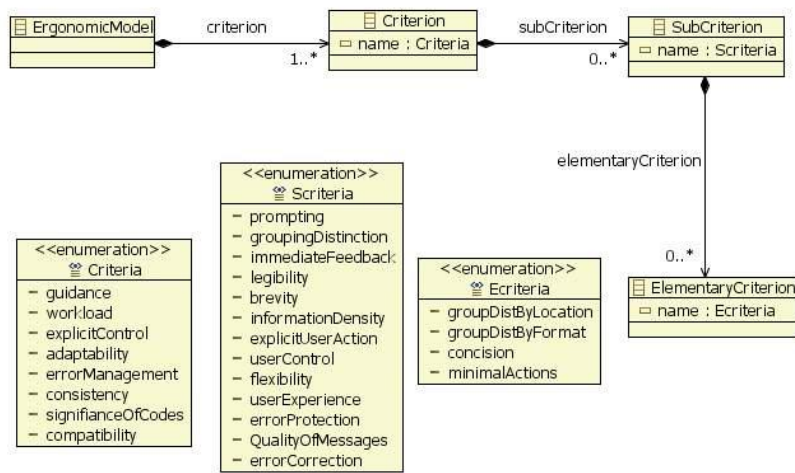 ErgonomicModel
criterion
1..*
Criterion
name : Criteria
subCriterion
0..*
SubCriterion
name : Scriteria
elementaryCriterion
0..*
ElementaryCriterion
name : Ecriteria
<<enumeration>>
Criteria
guidance
workload
explicitControl
adaptability
errorManagement
consistency
signifianceOfCodes
compatibility
<<enumeration>>
Scriteria
prompting
groupingDistinction
immediateFeedback
legibility
brevity
informationDensity
explicitUserAction
userControl
flexibility
userExperience
errorProtection
QualityOfMessages
errorCorrection
<<enumeration>>
Ecriteria
groupDistByLocation
groupDistByFormat
concision
minimalActions